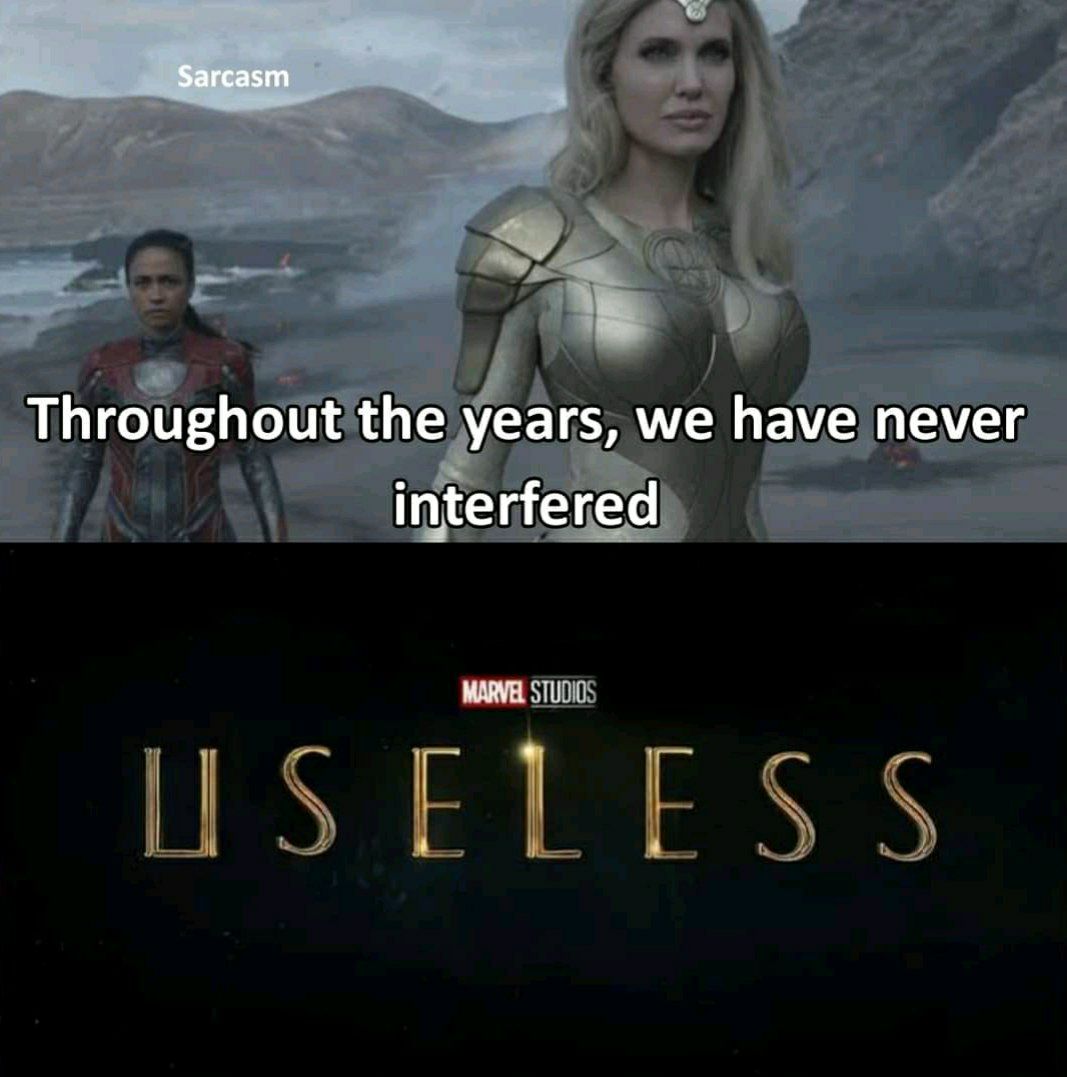 Sarcasm
Throughout the years, we have never
interfered
MARVEL STUDIOS
USELESS